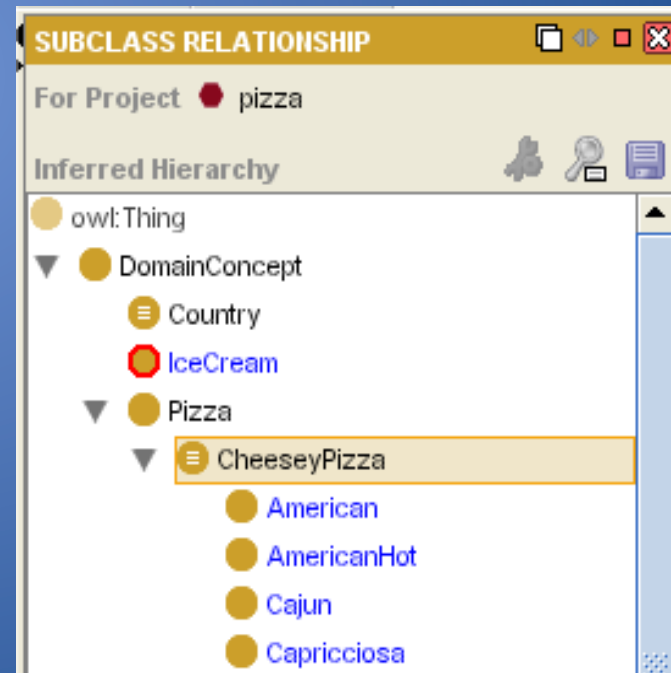 SUBCLASS RELATIONSHIP
For Project pizza
Inferred Hierarchy
owl:Thing
DomainConcept
Country
IceCream
Pizza
CheeseyPizza
American
AmericanHot
Cajun
Capricciosa